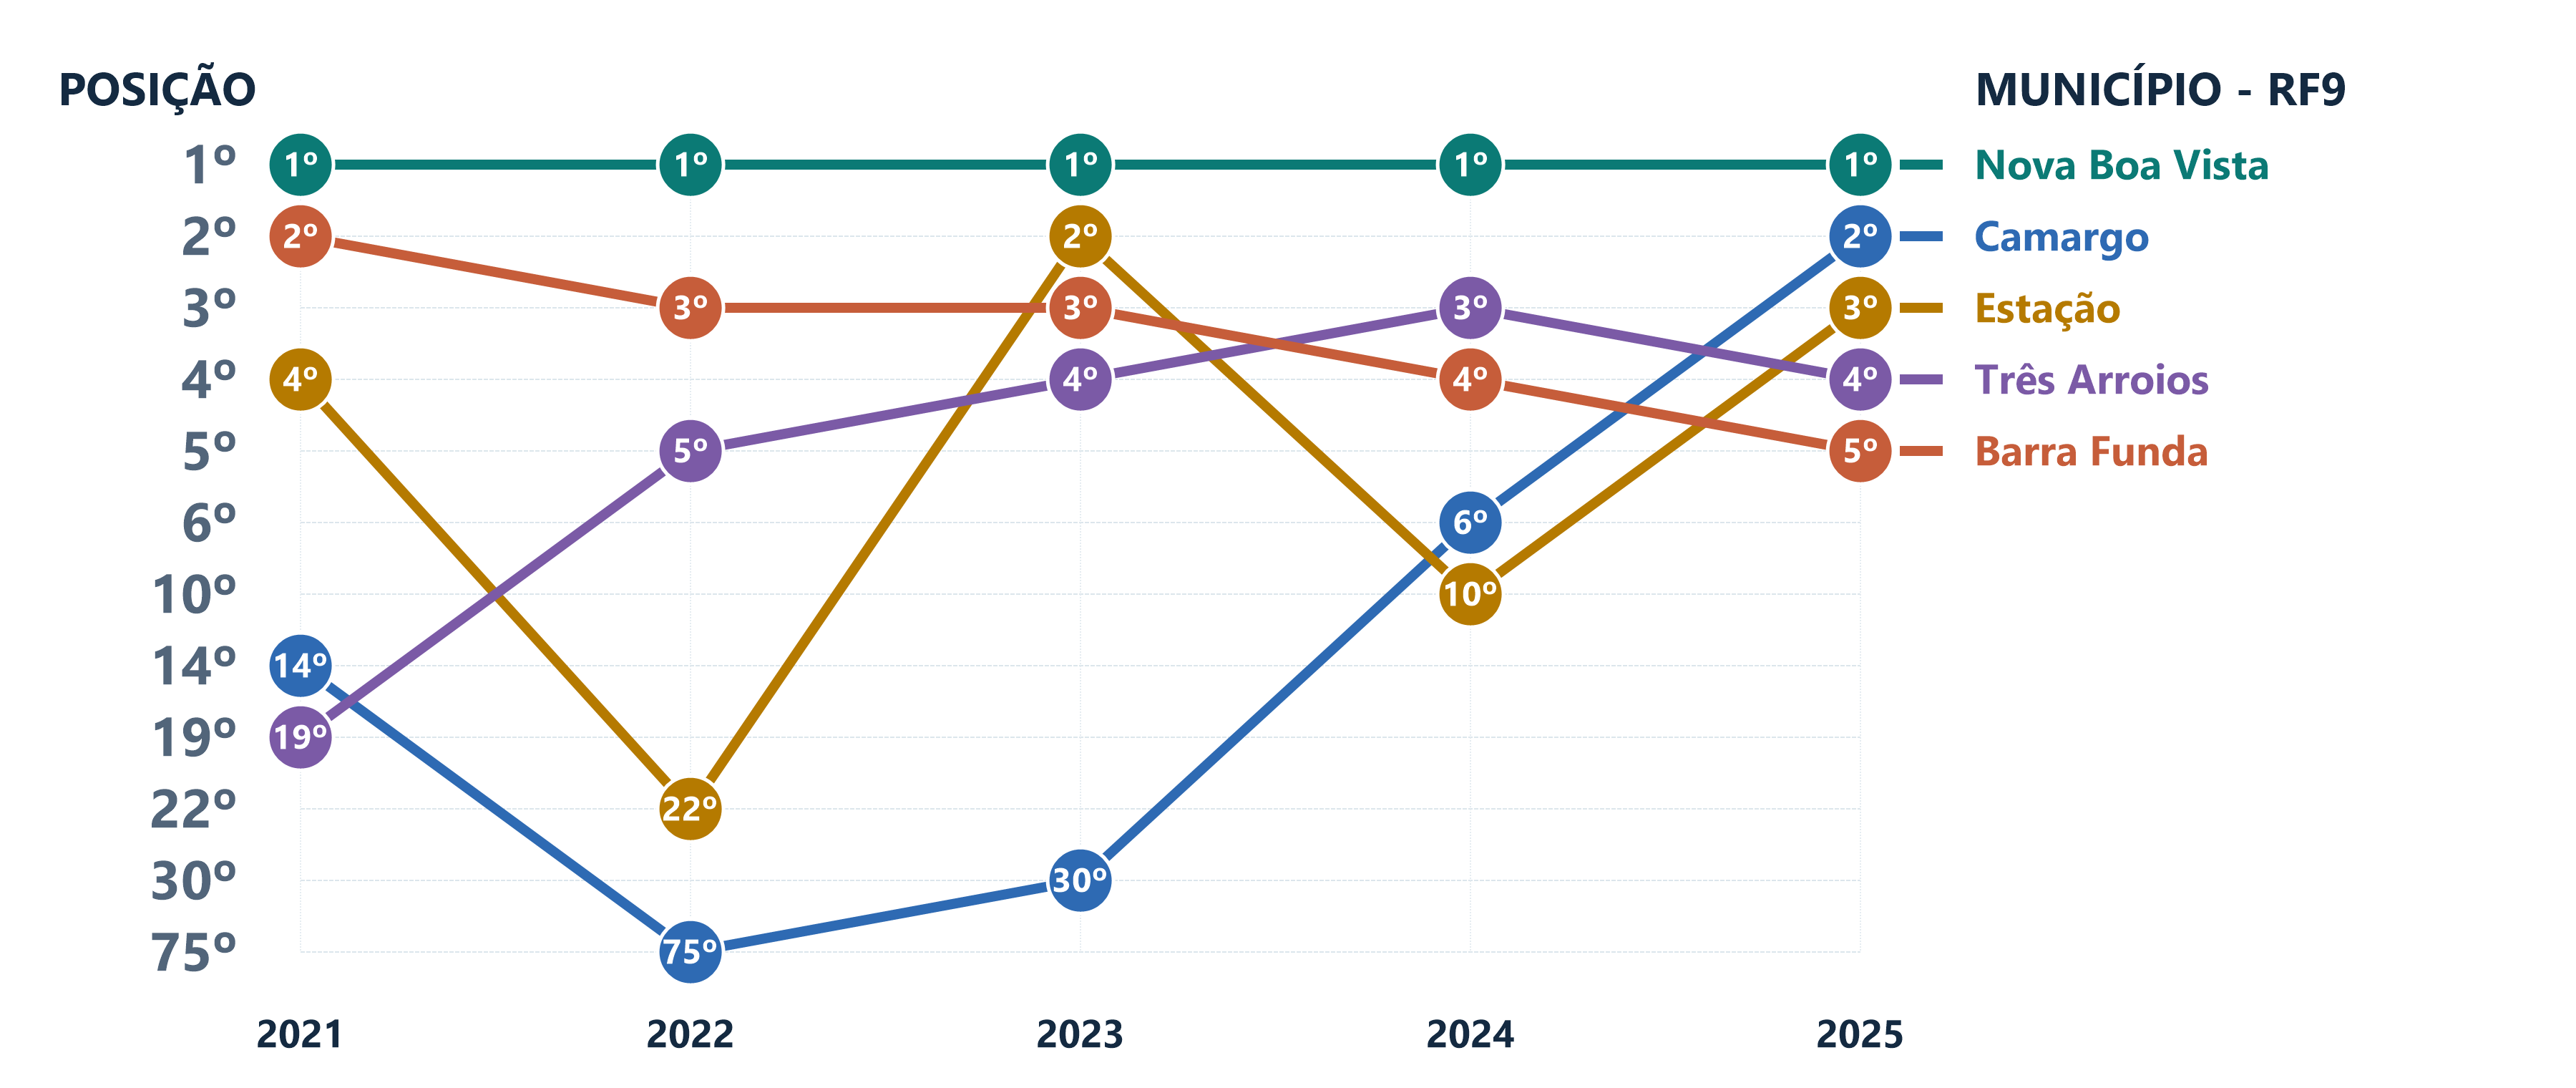 POSIÇÃO MUNICÍPIO - RF9
1º 1º 1º 1º 1º 1º Nova Boa Vista
2º 2º 2º 2º Camargo
3º 3º 3º 3º 3º Estação
4º 4º 4º 4º 4º Três Arroios
5º 5º 5º Barra Funda
6º 6º
10º 10º
14º 14º
19º 19º
22º 22º
30º 30º
75º 75º
2021 2022 2023 2024 2025